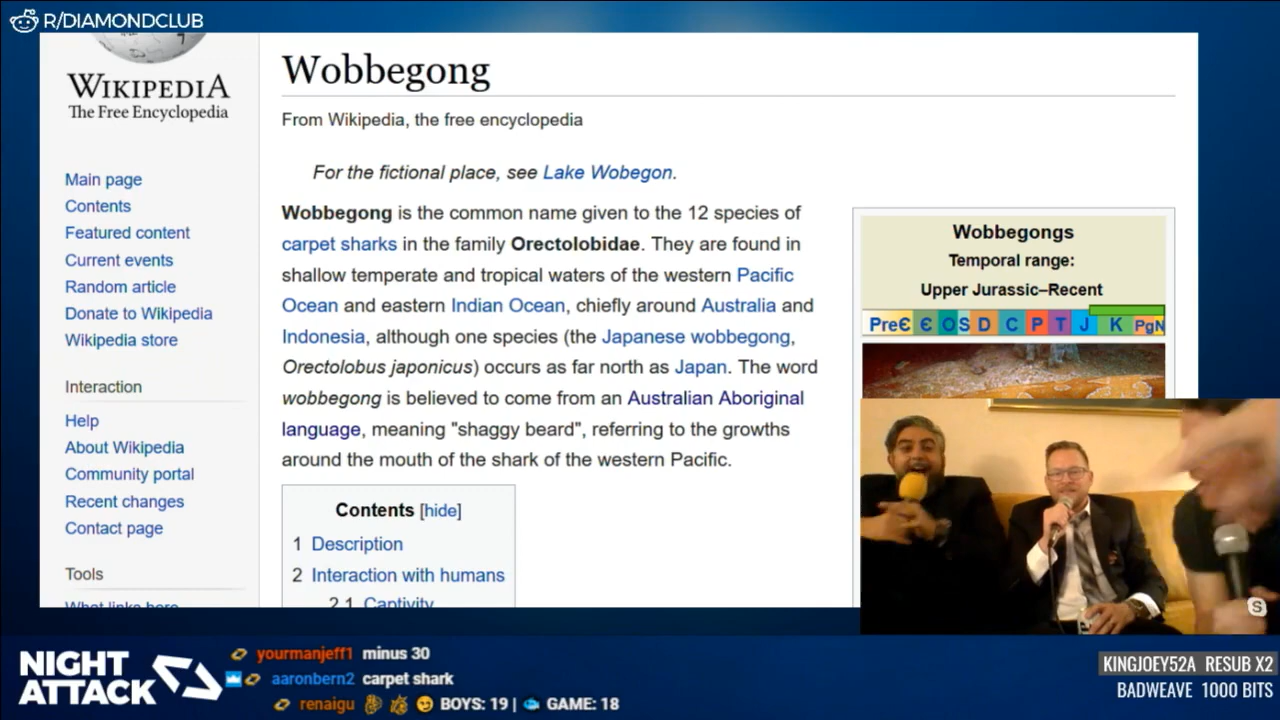 R/DIAMONDCLUB
WIKIPEDIA
The Free Encyclopedia
Main page
Contents
Featured content
Current events
Random article
Donate to Wikipedia
Wikipedia store
Interaction
Help
About Wikipedia
Community portal
Recent changes
Contact page
Tools
What links here
Wobbegong
From Wikipedia, the free encyclopedia
For the fictional place, see Lake Wobegon.
Wobbegong is the common name given to the 12 species of
carpet sharks in the family Orectolobidae. They are found in
shallow temperate and tropical waters of the western Pacific
Ocean and eastern Indian Ocean, chiefly around Australia and
Indonesia, although one species (the Japanese wobbegong,
Orectolobus japonicus) occurs as far north as Japan. The word
wobbegong is believed to come from an Australian Aboriginal
language, meaning "shaggy beard", referring to the growths
around the mouth of the shark of the western Pacific.
Contents [hide]
1 Description
2 Interaction with humans
2.1 Captivity
Wobbegongs
Temporal range:
Upper Jurassic–Recent
PreЄ Є O S D C P T J K PgN
NIGHT
ATTACK
yourmanjeff1 minus 30
aaronbern2 carpet shark
renaigu BOYS: 19 | GAME: 18
KINGJOEY52A RESUB X2
BADWEAVE 1000 BITS